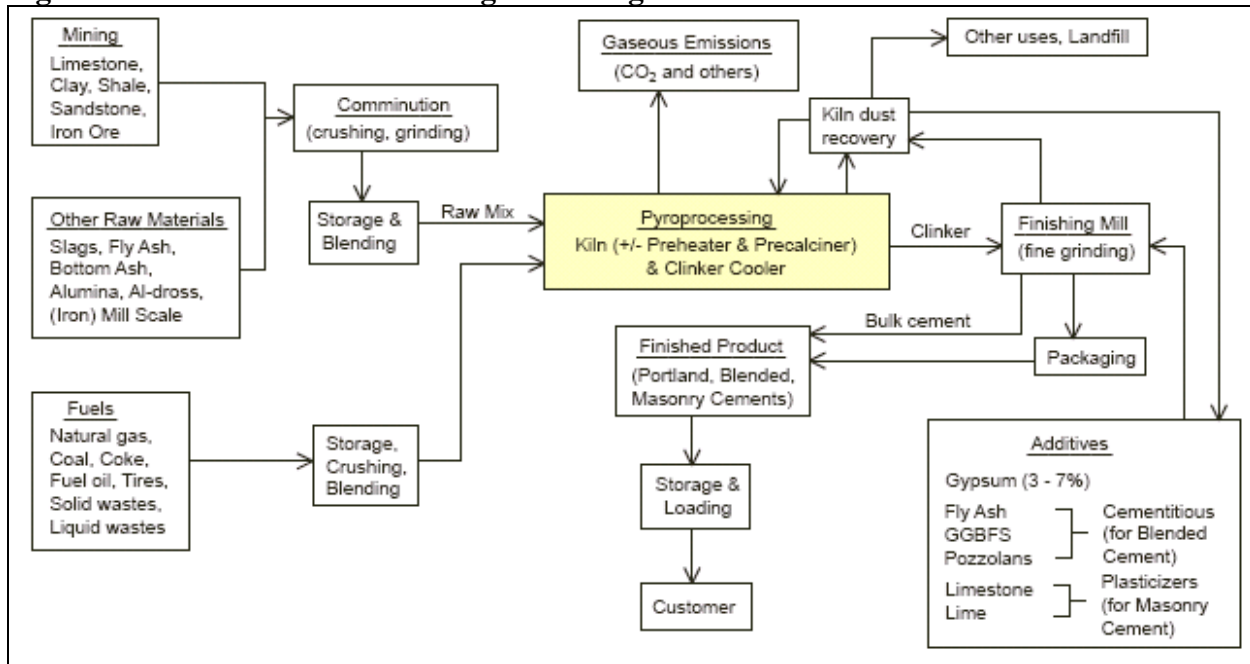 Mining
Limestone,
Clay, Shale,
Sandstone,
Iron Ore
Other Raw Materials
Slags, Fly Ash,
Bottom Ash,
Alumina, Al-dross,
(Iron) Mill Scale
Fuels
Natural gas,
Coal, Coke,
Fuel oil, Tires,
Solid wastes,
Liquid wastes
Comminution
(crushing, grinding)
Storage &
Blending
Raw Mix
Storage,
Crushing,
Blending
Gaseous Emissions
(CO₂ and others)
Pyroprocessing
Kiln (+/- Preheater & Precalciner)
& Clinker Cooler
Kiln dust
recovery
Other uses, Landfill
Clinker
Finishing Mill
(fine grinding)
Bulk cement
Packaging
Finished Product
(Portland, Blended,
Masonry Cements)
Storage &
Loading
Customer
Additives
Gypsum (3 - 7%)
Fly Ash
GGBFS
Pozzolans
Cementitious
(for Blended
Cement)
Limestone
Lime
Plasticizers
(for Masonry
Cement)